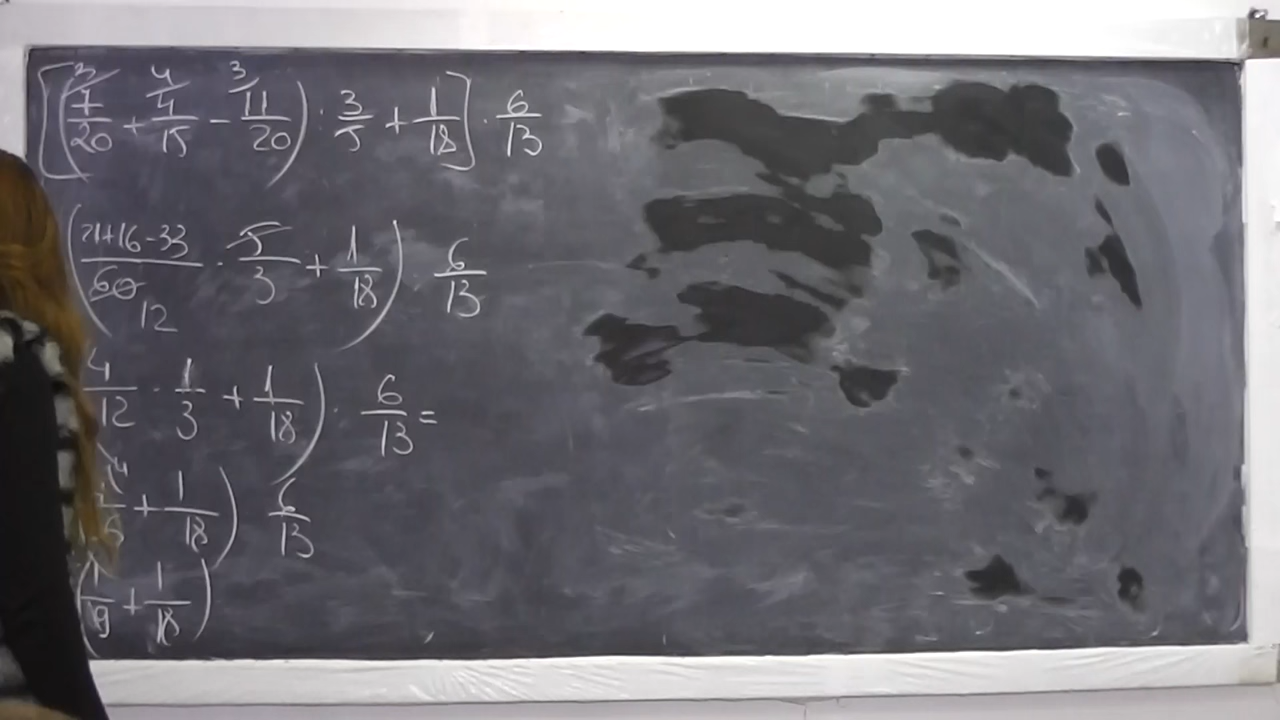 [(7/20 + 4/15 - 11/20) : 3/5 + 1/18] · 6/13
(21+16-33/60 · 5/3 + 1/18) · 6/13
12
4/12 · 1/3 + 1/18) · 6/13 =
+ 1/18) 6/13
(1/9 + 1/18)